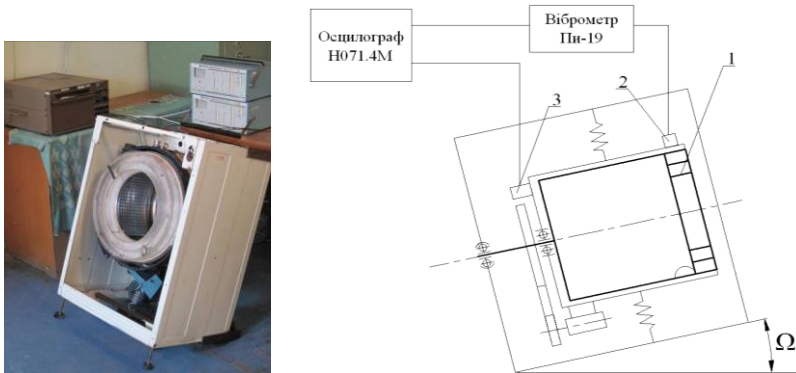 Осцилограф
Н071.4М
Віброметр
Пи-19
1
2
3
Ω